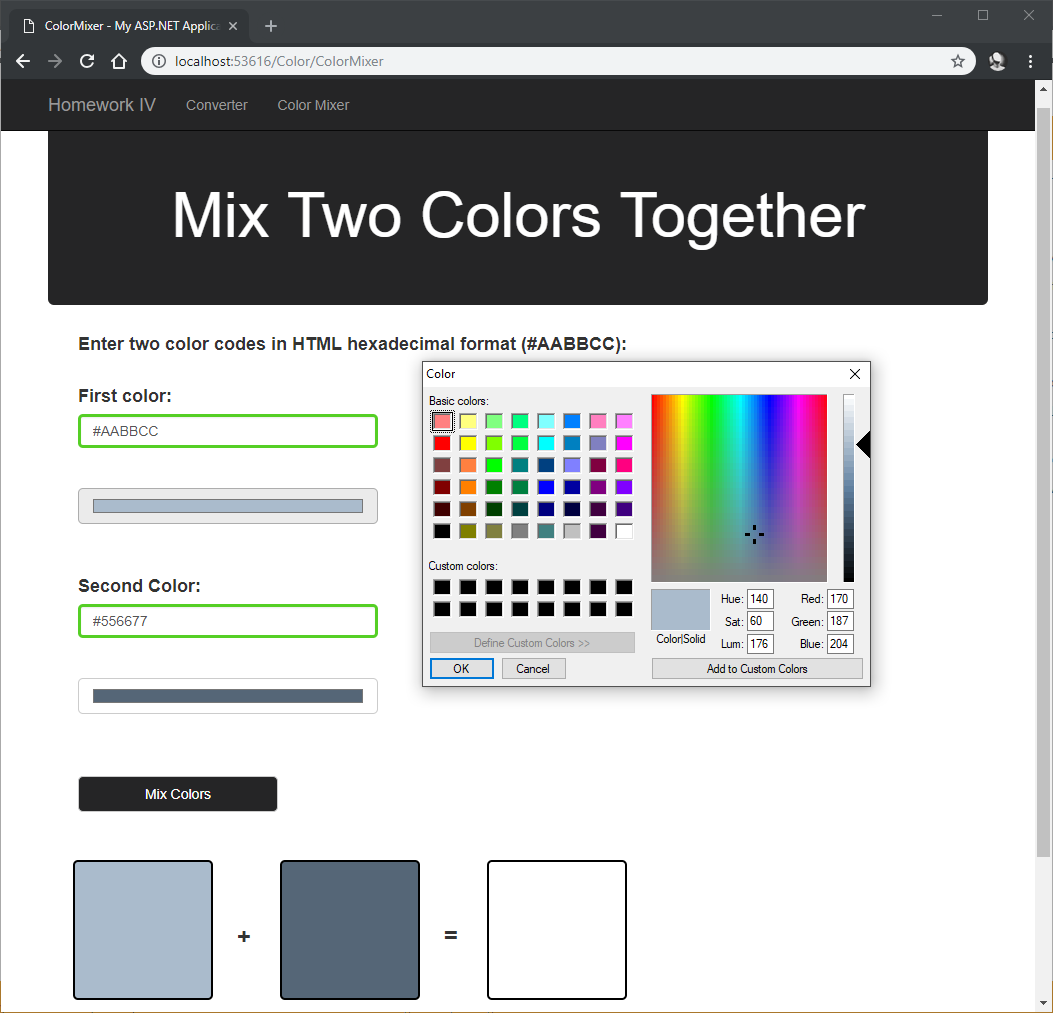 ColorMixer - My ASP.NET Applica
localhost:53616/Color/ColorMixer
Homework IV Converter Color Mixer
Mix Two Colors Together
Enter two color codes in HTML hexadecimal format (#AABBCC):
First color:
#AABBCC
Second Color:
#556677
Mix Colors
+ =
Color
Basic colors:
Custom colors:
Define Custom Colors >>
OK Cancel
Color|Solid
Hue: 140 Red: 170
Sat: 60 Green: 187
Lum: 176 Blue: 204
Add to Custom Colors